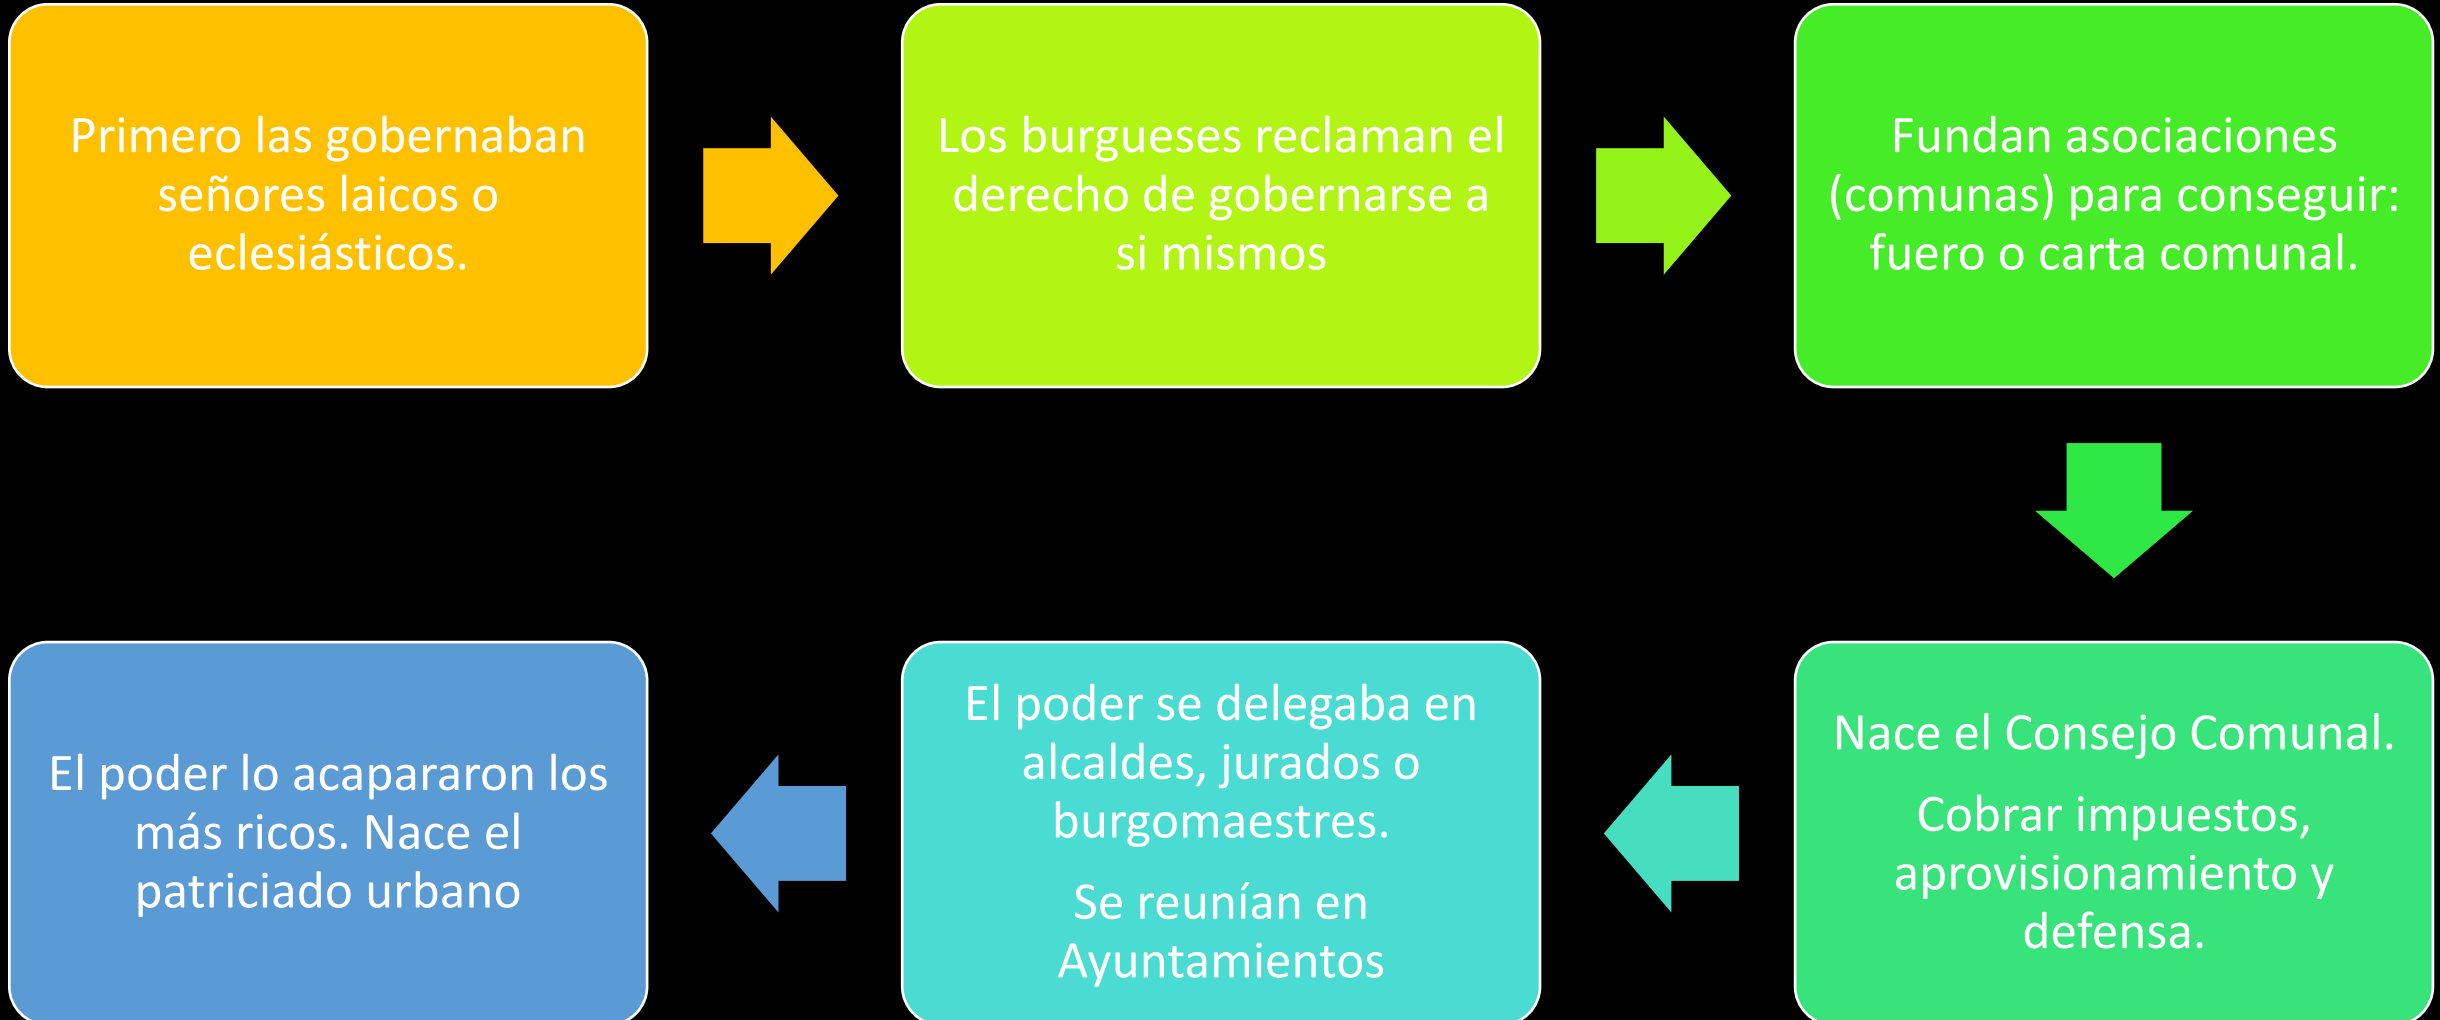 Primero las gobernaban
señores laicos o
eclesiásticos.
Los burgueses reclaman el
derecho de gobernarse a
si mismos
Fundan asociaciones
(comunas) para conseguir:
fuero o carta comunal.
Nace el Consejo Comunal.
Cobrar impuestos,
aprovisionamiento y
defensa.
El poder se delegaba en
alcaldes, jurados o
burgomaestres.
Se reunían en
Ayuntamientos
El poder lo acapararon los
más ricos. Nace el
patriciado urbano